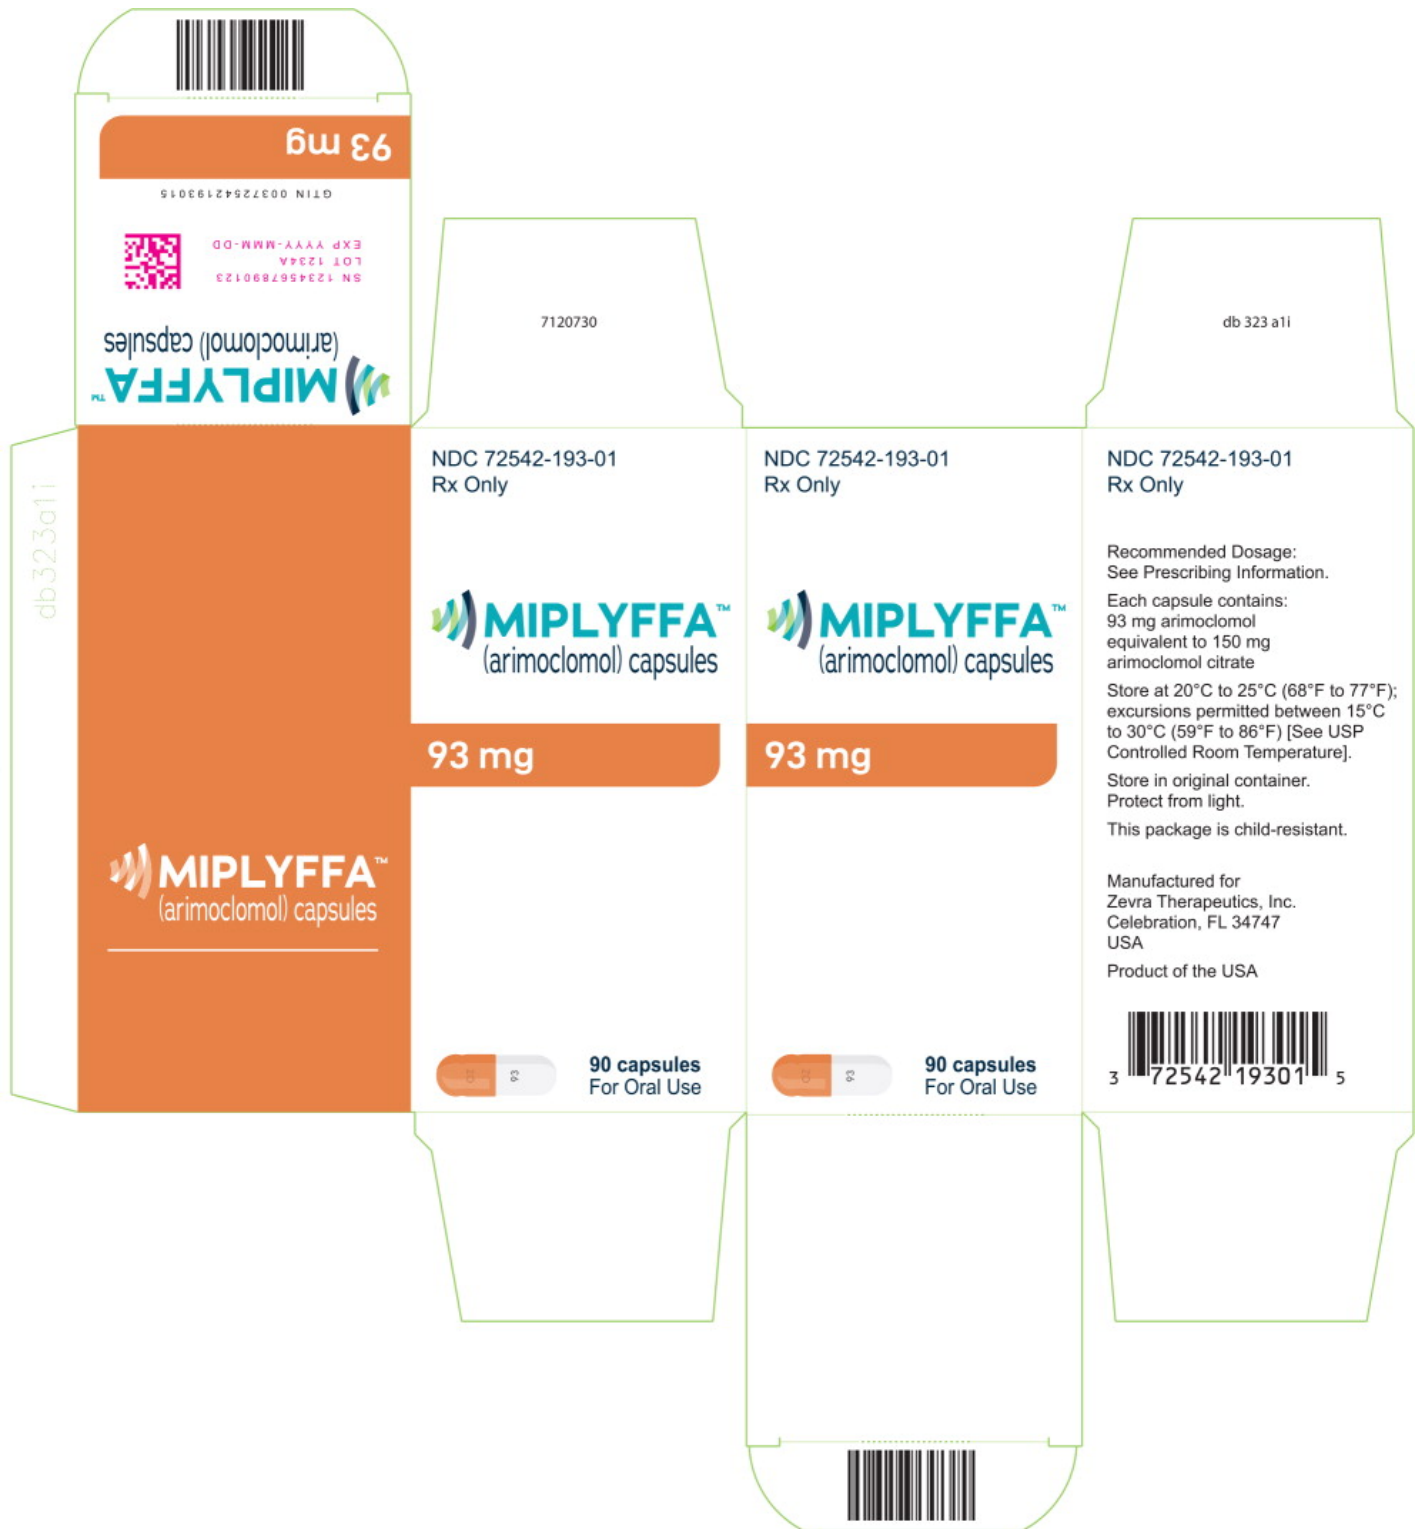 93 mg
GTIN 00372542193015
EXP YYYY-MMM-DD
LOT 1234A
SN 1234567890123
MIPLYFFA™
(arimoclomol) capsules
7120730
db 323 a1i
db323a1i
MIPLYFFA™
(arimoclomol) capsules
NDC 72542-193-01
Rx Only
MIPLYFFA™
(arimoclomol) capsules
93 mg
OZ
93
90 capsules
For Oral Use
NDC 72542-193-01
Rx Only
MIPLYFFA™
(arimoclomol) capsules
93 mg
OZ
93
90 capsules
For Oral Use
NDC 72542-193-01
Rx Only
Recommended Dosage:
See Prescribing Information.
Each capsule contains:
93 mg arimoclomol
equivalent to 150 mg
arimoclomol citrate
Store at 20°C to 25°C (68°F to 77°F);
excursions permitted between 15°C
to 30°C (59°F to 86°F) [See USP
Controlled Room Temperature].
Store in original container.
Protect from light.
This package is child-resistant.
Manufactured for
Zevra Therapeutics, Inc.
Celebration, FL 34747
USA
Product of the USA
3 72542 19301 5